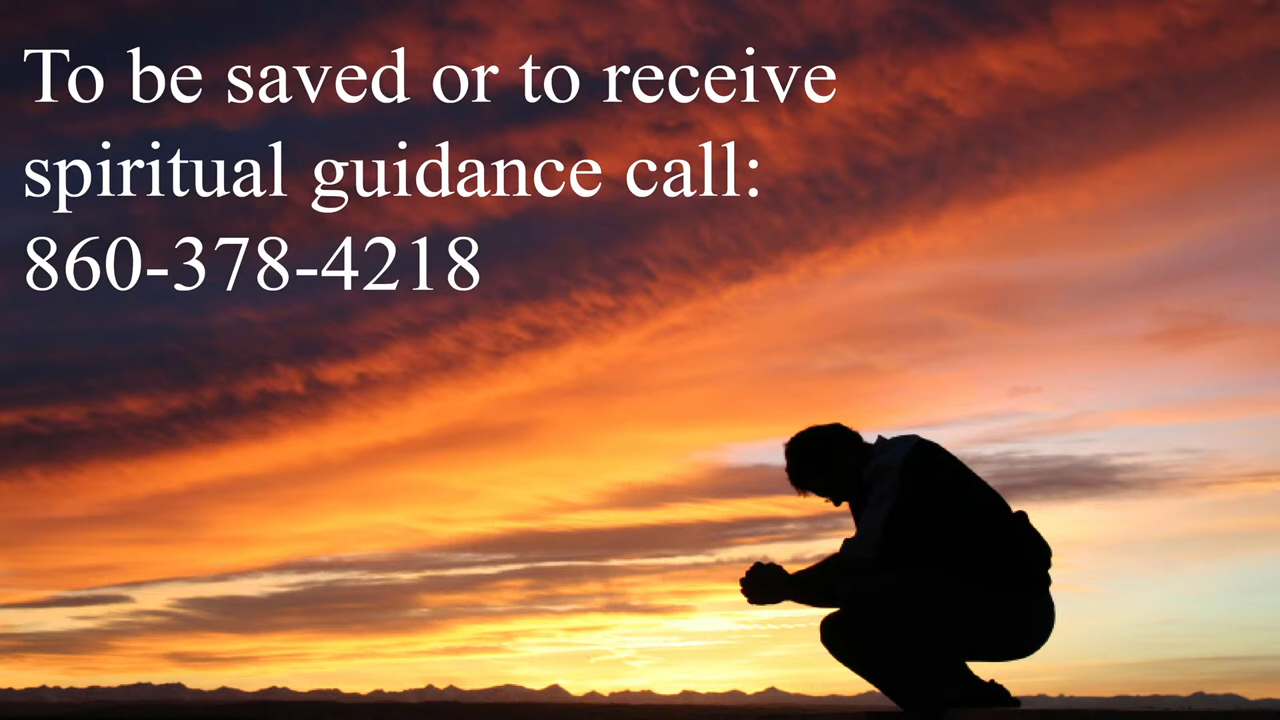 To be saved or to receive
spiritual guidance call:
860-378-4218